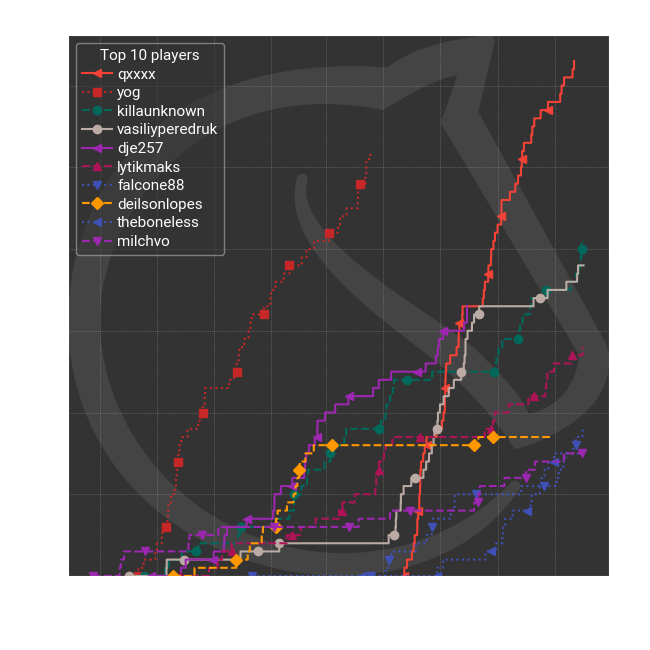 Top 10 players
qxxxx
yog
killaunknown
vasiliyperedruk
dje257
lytikmaks
falcone88
deilsonlopes
theboneless
milchvo